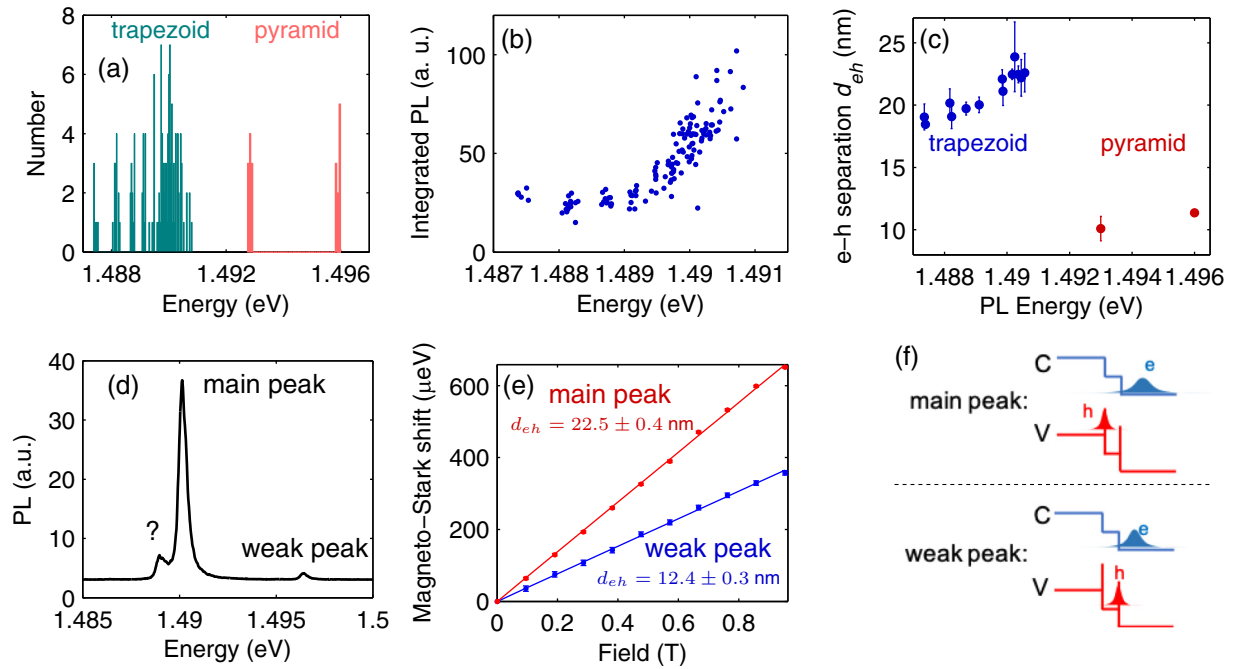 (a)
trapezoid
pyramid
Number
8
6
4
2
0
1.488
1.492
1.496
Energy (eV)
(b)
Integrated PL (a. u.)
100
50
0
1.487
1.488
1.489
1.49
1.491
Energy (eV)
(c)
e−h separation d_eh (nm)
25
20
15
10
trapezoid
pyramid
1.488
1.49
1.492
1.494
1.496
PL Energy (eV)
(d)
main peak
?
weak peak
PL (a.u.)
40
30
20
10
0
1.485
1.49
1.495
1.5
Energy (eV)
(e)
main peak
d_eh = 22.5 ± 0.4 nm
weak peak
d_eh = 12.4 ± 0.3 nm
Magneto−Stark shift (μeV)
600
400
200
0
0
0.2
0.4
0.6
0.8
Field (T)
(f)
C
e
main peak:
h
V
C
e
weak peak:
h
V